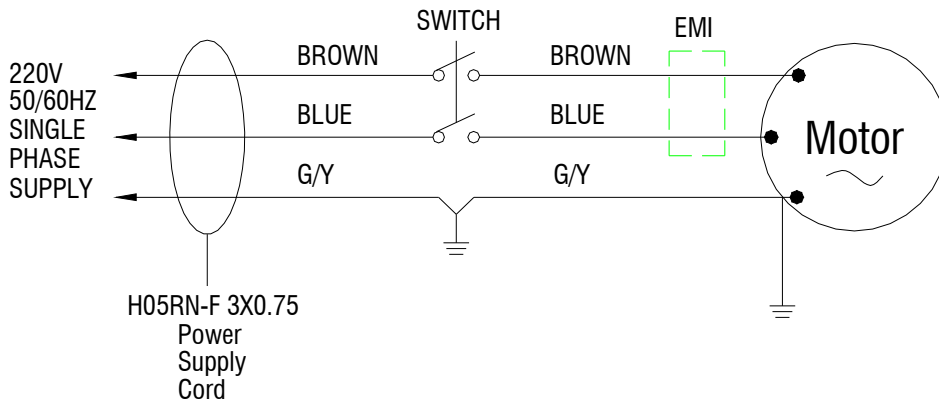 SWITCH
EMI
BROWN
BROWN
220V
50/60HZ
SINGLE
PHASE
SUPPLY
BLUE
BLUE
G/Y
G/Y
Motor
H05RN-F 3X0.75
Power
Supply
Cord